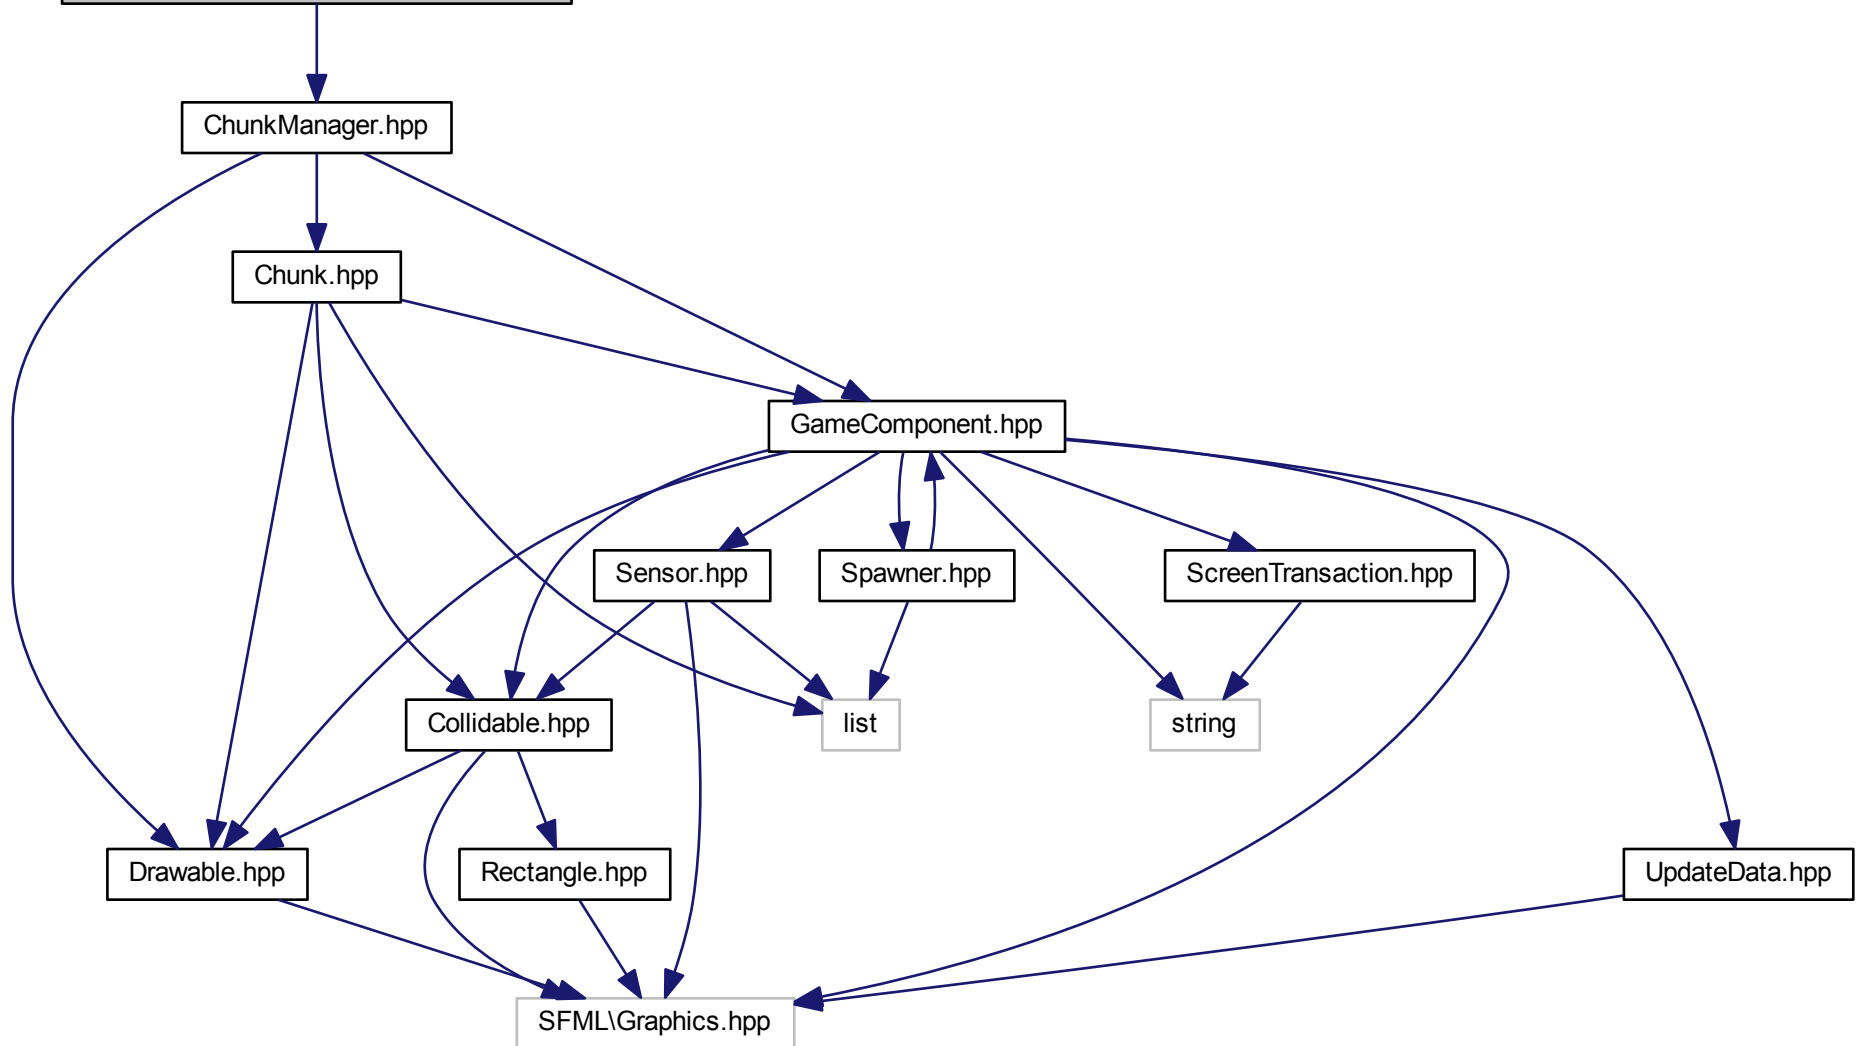 ChunkManager.hpp
Chunk.hpp
GameComponent.hpp
Sensor.hpp
Spawner.hpp
ScreenTransaction.hpp
Collidable.hpp
list
string
Drawable.hpp
Rectangle.hpp
UpdateData.hpp
SFML\Graphics.hpp